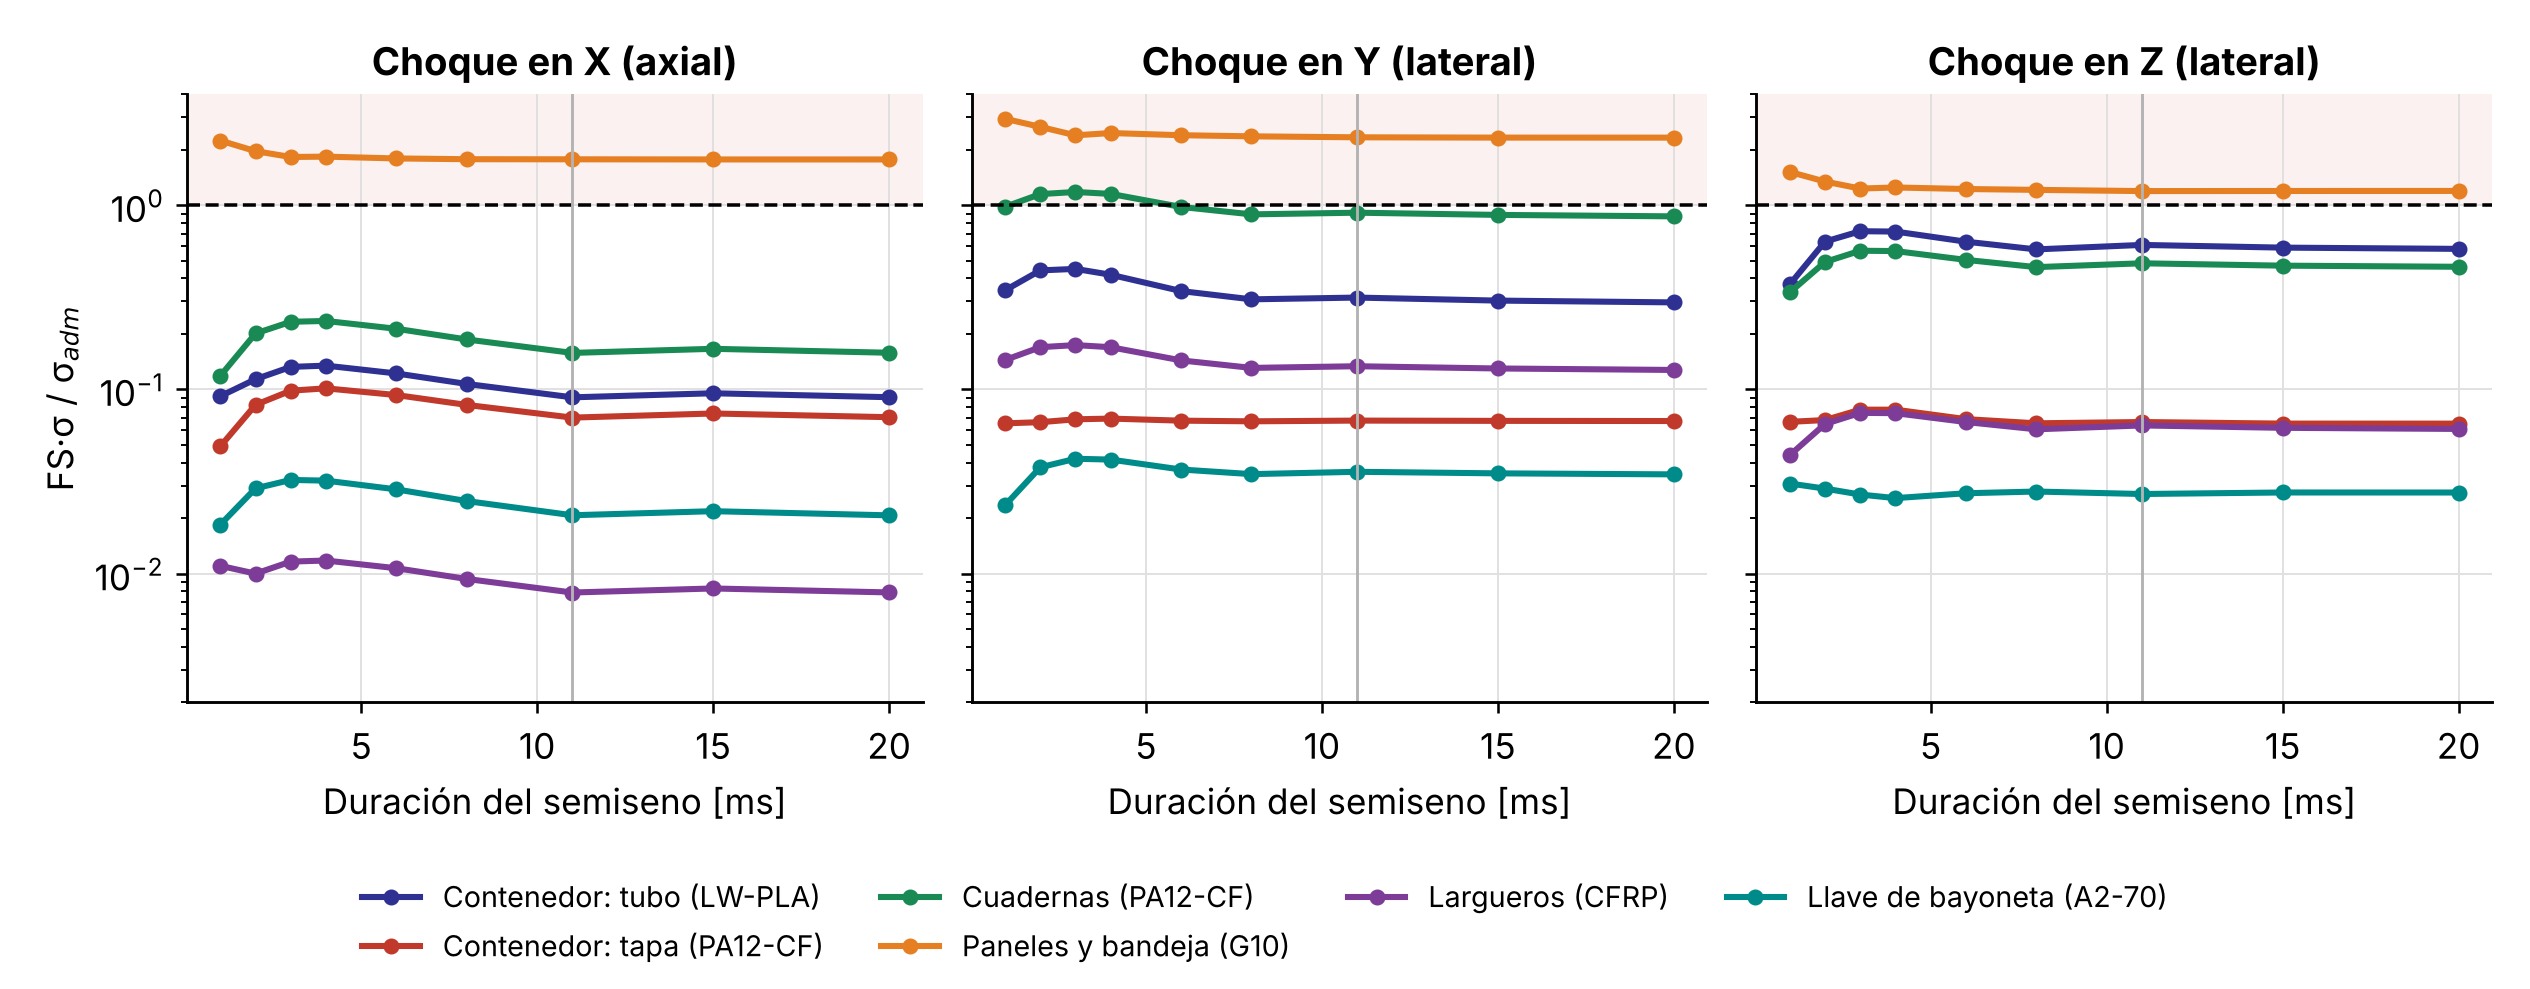 Choque en X (axial)
Choque en Y (lateral)
Choque en Z (lateral)
FS·σ / σadm
10⁰
10⁻¹
10⁻²
5 10 15 20
5 10 15 20
5 10 15 20
Duración del semiseno [ms]
Duración del semiseno [ms]
Duración del semiseno [ms]
Contenedor: tubo (LW-PLA)
Cuadernas (PA12-CF)
Largueros (CFRP)
Llave de bayoneta (A2-70)
Contenedor: tapa (PA12-CF)
Paneles y bandeja (G10)